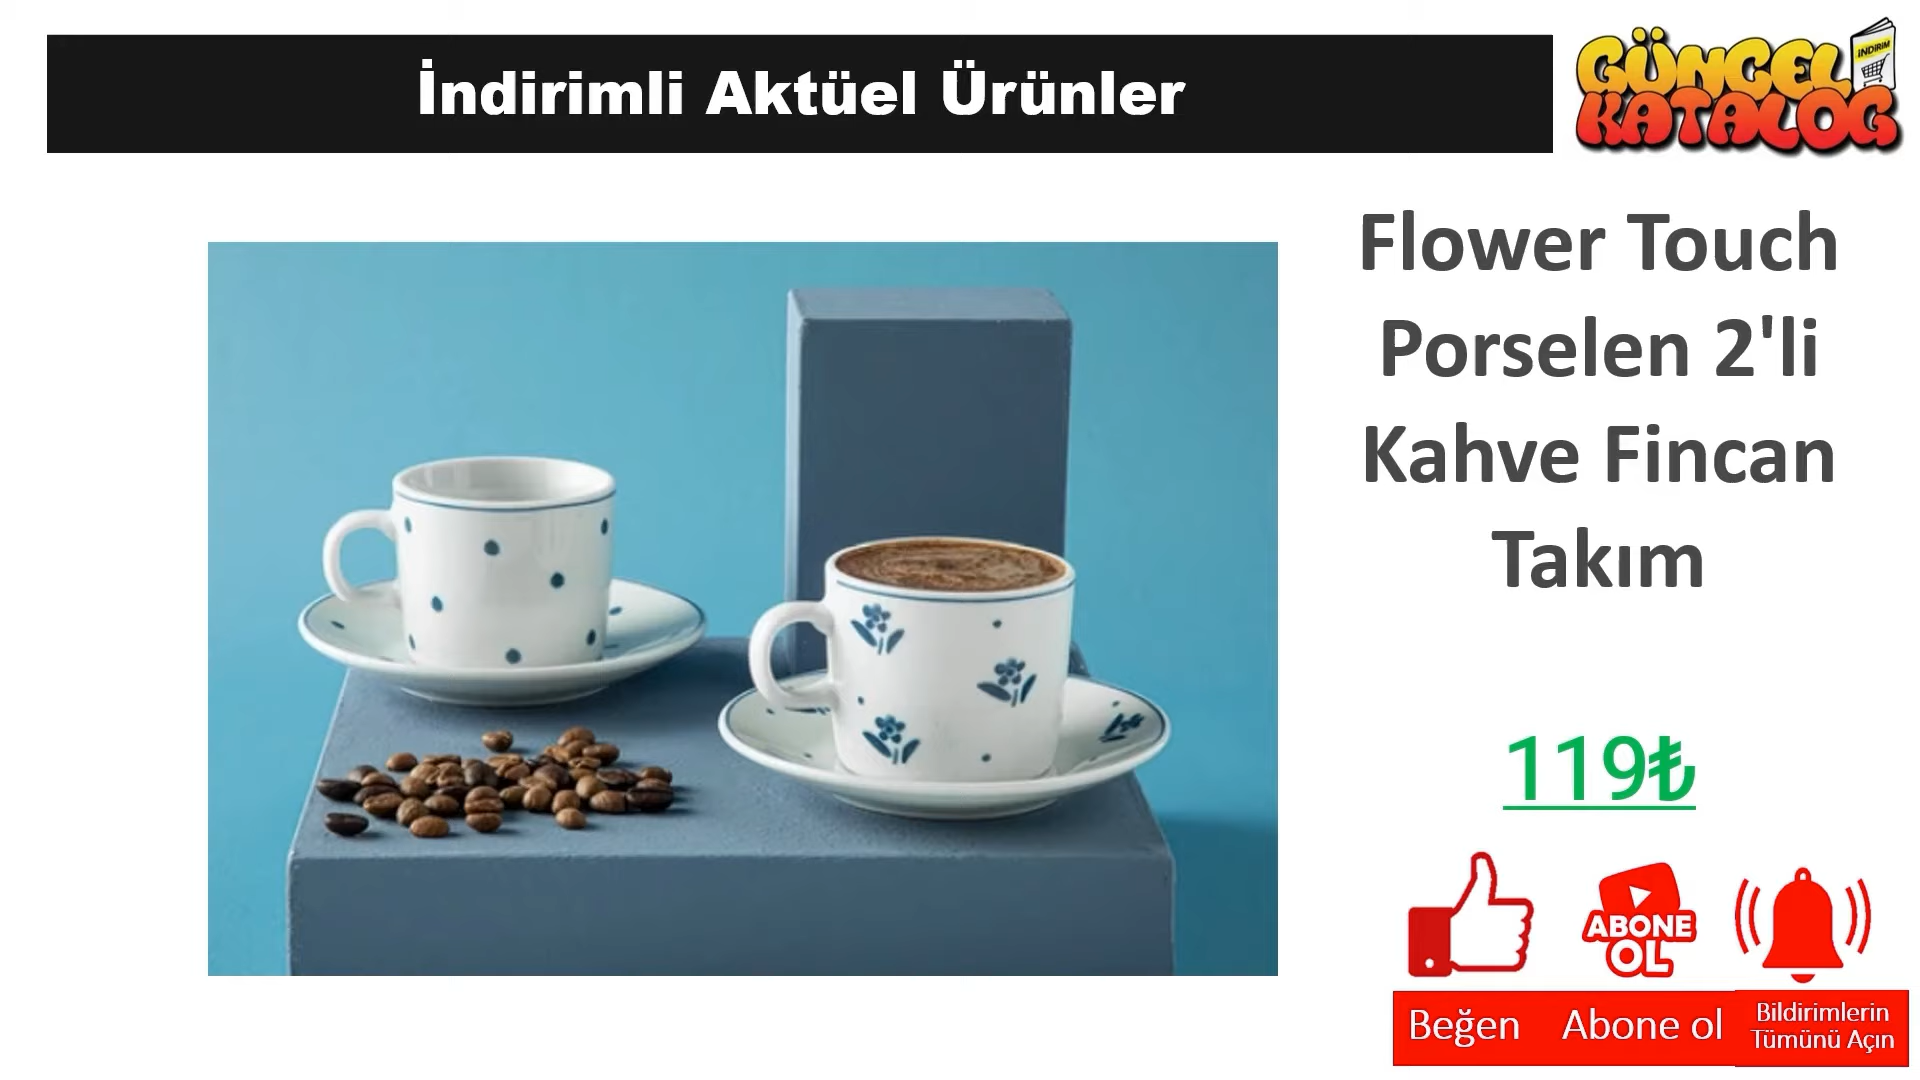 İndirimli Aktüel Ürünler
GÜNCEL
İNDİRİM
KATALOG
Flower Touch
Porselen 2'li
Kahve Fincan
Takım
119₺
ABONE
OL
Beğen
Abone ol
Bildirimlerin
Tümünü Açın